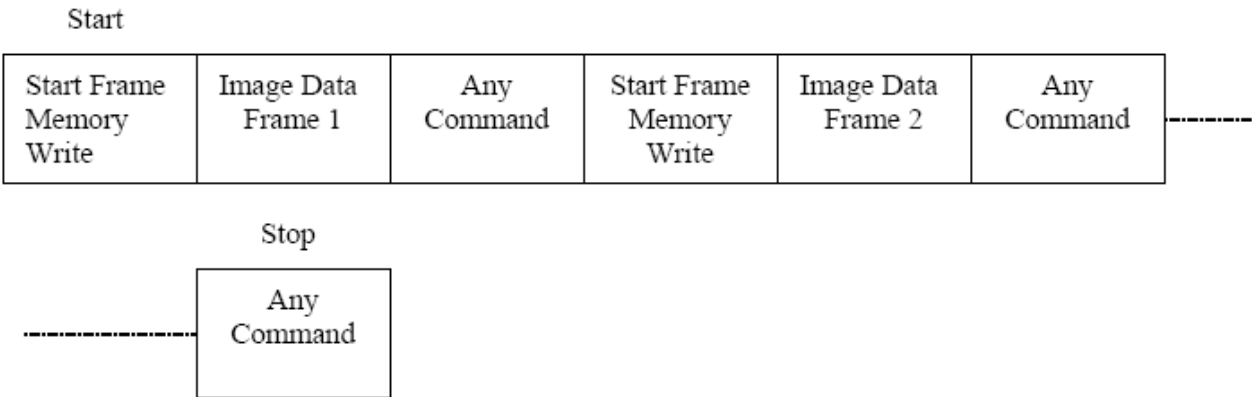 Start
Start Frame
Memory
Write
Image Data
Frame 1
Any
Command
Start Frame
Memory
Write
Image Data
Frame 2
Any
Command
Stop
Any
Command